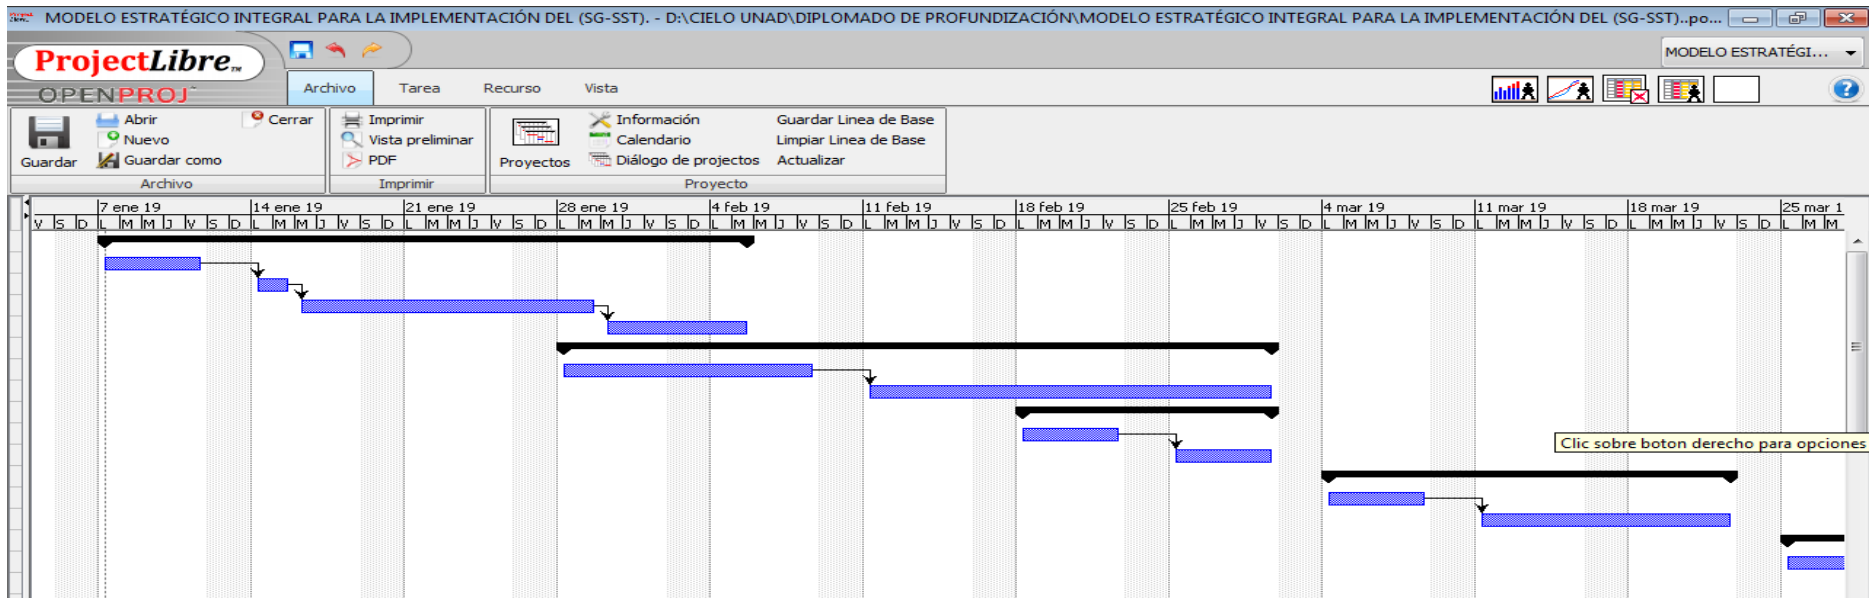 MODELO ESTRATÉGICO INTEGRAL PARA LA IMPLEMENTACIÓN DEL (SG-SST). - D:\CIELO UNAD\DIPLOMADO DE PROFUNDIZACIÓN\MODELO ESTRATÉGICO INTEGRAL PARA LA IMPLEMENTACIÓN DEL (SG-SST)..po...
ProjectLibre™
MODELO ESTRATÉGI...
OPENPROJ
Archivo Tarea Recurso Vista
Abrir Cerrar Imprimir Información Guardar Linea de Base
Nuevo Vista preliminar Calendario Limpiar Linea de Base
Guardar Guardar como PDF Proyectos Diálogo de projectos Actualizar
Archivo Imprimir Proyecto
7 ene 19 14 ene 19 21 ene 19 28 ene 19 4 feb 19 11 feb 19 18 feb 19 25 feb 19 4 mar 19 11 mar 19 18 mar 19 25 mar 1
V S D L M M J V S D L M M J V S D L M M J V S D L M M J V S D L M M J V S D L M M J V S D L M M J V S D L M M J V S D L M M J V S D L M M J V S D L M M J V S D L M M
Clic sobre boton derecho para opciones